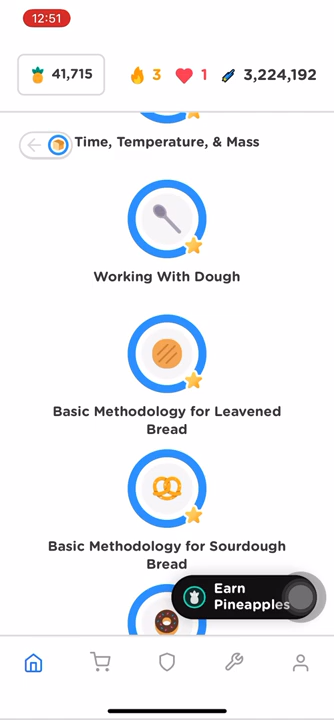 12:51
41,715
3
1
3,224,192
Time, Temperature, & Mass
Working With Dough
Basic Methodology for Leavened
Bread
Basic Methodology for Sourdough
Bread
Earn
Pineapples